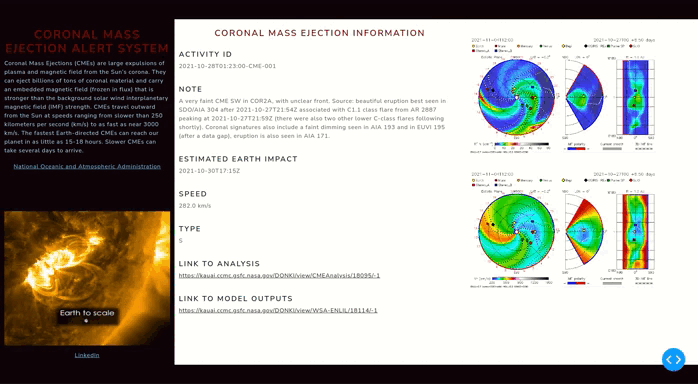 CORONAL MASS
EJECTION ALERT SYSTEM
Coronal Mass Ejections (CMEs) are large expulsions
of plasma and magnetic field from the Sun's corona. They
can eject billions of tons of coronal material and carry
an embedded magnetic field (frozen in flux) that is
stronger than the background solar wind interplanetary
magnetic field (IMF) strength. CMEs travel outward
from the Sun at speeds ranging from slower than 250
kilometers per second (km/s) to as fast as near 3000
km/s. The fastest Earth-directed CMEs can reach our
planet in as little as 15-18 hours. Slower CMEs can
take several days to arrive.
National Oceanic and Atmospheric Administration
Earth to scale
LinkedIn
CORONAL MASS EJECTION INFORMATION
ACTIVITY ID
2021-10-28T01:23:00-CME-001
NOTE
A very faint CME SW in COR2A, with unclear front. Source: beautiful eruption best seen in
SDO/AIA 304 after 2021-10-27T21:54Z associated with C1.1 class flare from AR 2887
peaking at 2021-10-27T21:59Z (there were also two other lower C-class flares following
shortly). Coronal signatures also include a faint dimming seen in AIA 193 and in EUVI 195
(after a data gap), eruption is also seen in AIA 171.
ESTIMATED EARTH IMPACT
2021-10-30T17:15Z
SPEED
282.0 km/s
TYPE
S
LINK TO ANALYSIS
https://kauai.ccmc.gsfc.nasa.gov/DONKI/view/CMEAnalysis/18095/-1
LINK TO MODEL OUTPUTS
https://kauai.ccmc.gsfc.nasa.gov/DONKI/view/WSA-ENLIL/18114/-1